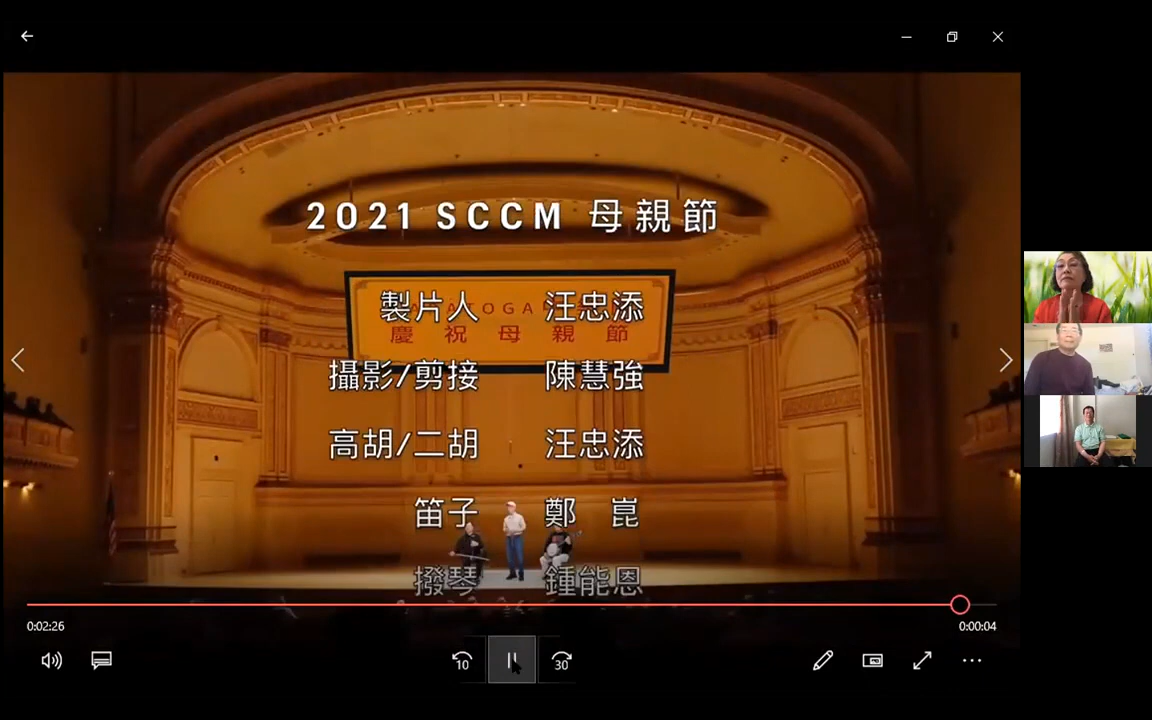 2021 SCCM 母親節
製片人 汪忠添
慶祝母親節
攝影/剪接 陳慧強
高胡/二胡 汪忠添
笛子 鄭 崑
撥琴 鍾能恩
0:02:26
0:00:04
10
30